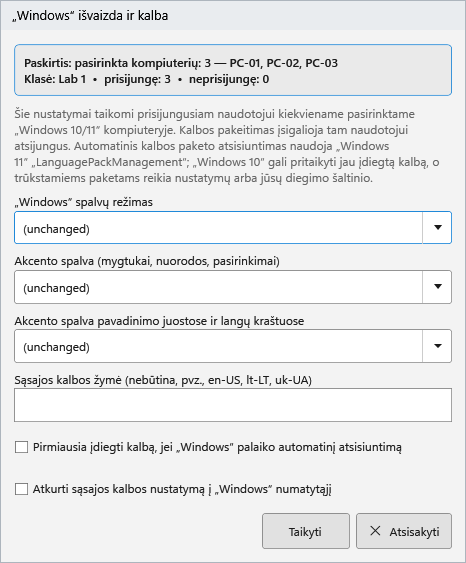 „Windows“ išvaizda ir kalba
Paskirtis: pasirinkta kompiuterių: 3 — PC-01, PC-02, PC-03
Klasė: Lab 1 • prisijungę: 3 • neprisijungę: 0
Šie nustatymai taikomi prisijungusiam naudotojui kiekviename pasirinktame
„Windows 10/11“ kompiuteryje. Kalbos pakeitimas įsigalioja tam naudotojui
atsijungus. Automatinis kalbos paketo atsisiuntimas naudoja „Windows
11“ „LanguagePackManagement“; „Windows 10“ gali pritaikyti jau įdiegtą kalbą, o
trūkstamiems paketams reikia nustatymų arba jūsų diegimo šaltinio.
„Windows“ spalvų režimas
(unchanged)
Akcento spalva (mygtukai, nuorodos, pasirinkimai)
(unchanged)
Akcento spalva pavadinimo juostose ir langų kraštuose
(unchanged)
Sąsajos kalbos žymė (nebūtina, pvz., en-US, lt-LT, uk-UA)
Pirmiausia įdiegti kalbą, jei „Windows“ palaiko automatinį atsisiuntimą
Atkurti sąsajos kalbos nustatymą į „Windows“ numatytąjį
Taikyti
Atsisakyti